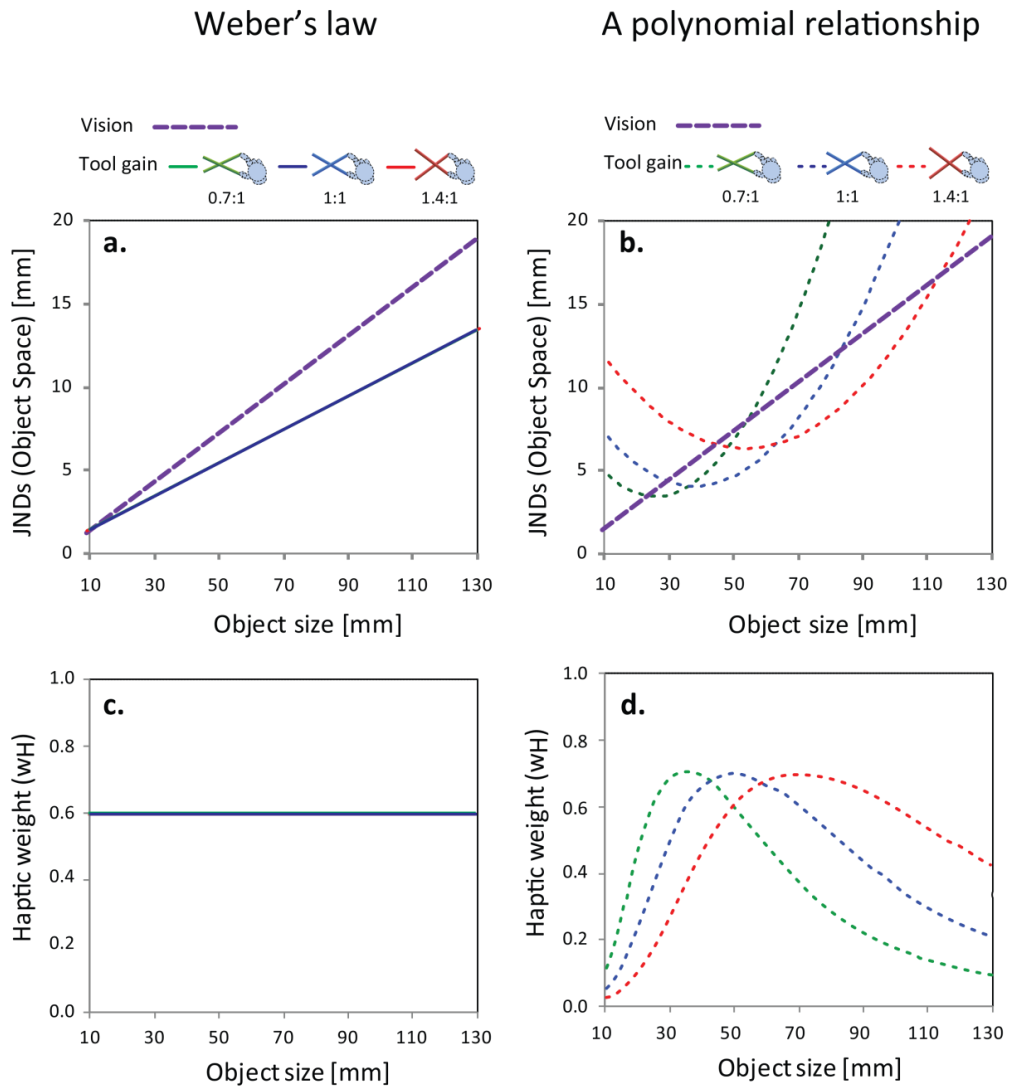 Weber’s law
A polynomial relationship
Vision
Tool gain
0.7:1
1:1
1.4:1
Vision
Tool gain
0.7:1
1:1
1.4:1
a.
JNDs (Object Space) [mm]
20
15
10
5
0
10 30 50 70 90 110 130
Object size [mm]
b.
JNDs (Object Space) [mm]
20
15
10
5
0
10 30 50 70 90 110 130
Object size [mm]
c.
Haptic weight (wH)
1.0
0.8
0.6
0.4
0.2
0.0
10 30 50 70 90 110 130
Object size [mm]
d.
Haptic weight (wH)
1.0
0.8
0.6
0.4
0.2
0.0
10 30 50 70 90 110 130
Object size [mm]